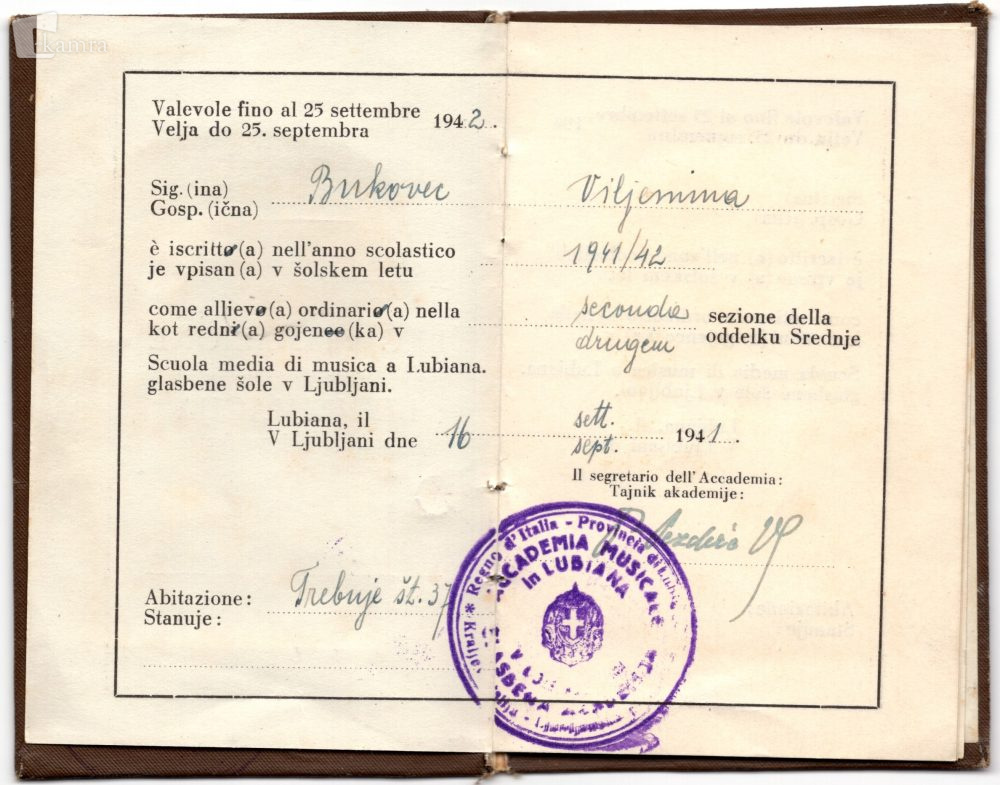 kamra
Valevole fino al 25 settembre
Velja do 25. septembra 1942.
Sig. (ina) Bukovec Viljemina
Gosp. (ična)
è iscritto(a) nell'anno scolastico 1941/42
je vpisan (a) v šolskem letu
come allievo(a) ordinario(a) nella seconda sezione della
kot redni(a) gojenec(ka) v drugem oddelku Srednje
Scuola media di musica a Lubiana.
glasbene šole v Ljubljani.
Lubiana, il sett.
V Ljubljani dne 16 sept. 1941.
Il segretario dell'Accademia:
Tajnik akademije:
Abitazione: Trebnje št. 37
Stanuje:
* Regno d'Italia - Provincia di Lubiana
ACCADEMIA MUSICALE
in LUBIANA